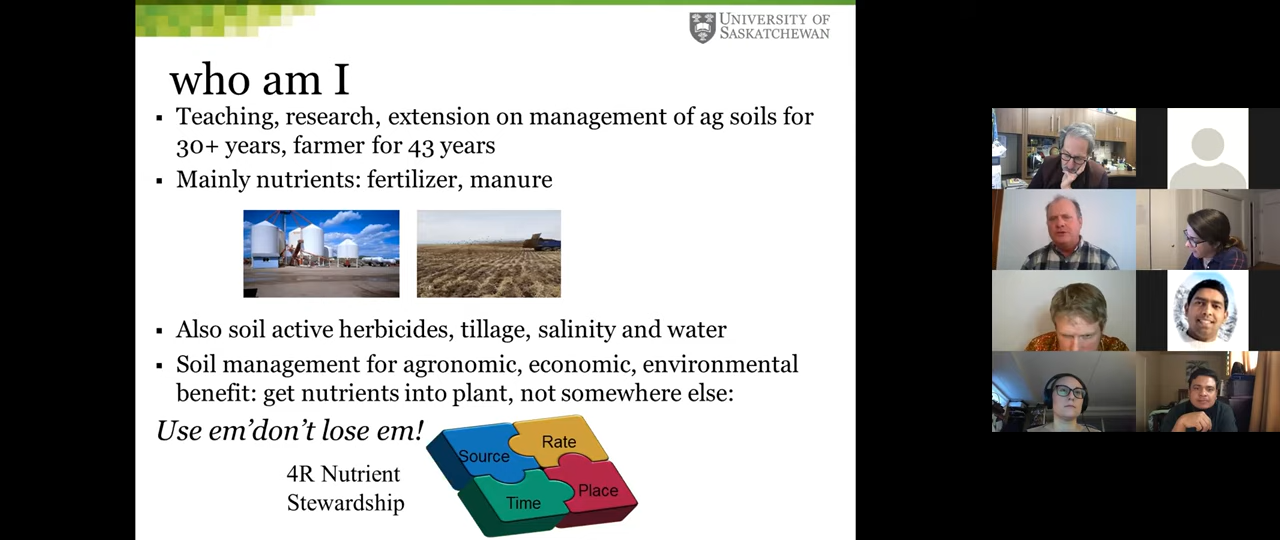 UNIVERSITY OF
SASKATCHEWAN
who am I
Teaching, research, extension on management of ag soils for
30+ years, farmer for 43 years
Mainly nutrients: fertilizer, manure
Also soil active herbicides, tillage, salinity and water
Soil management for agronomic, economic, environmental
benefit: get nutrients into plant, not somewhere else:
Use em'don't lose em!
4R Nutrient
Stewardship
Source
Rate
Time
Place